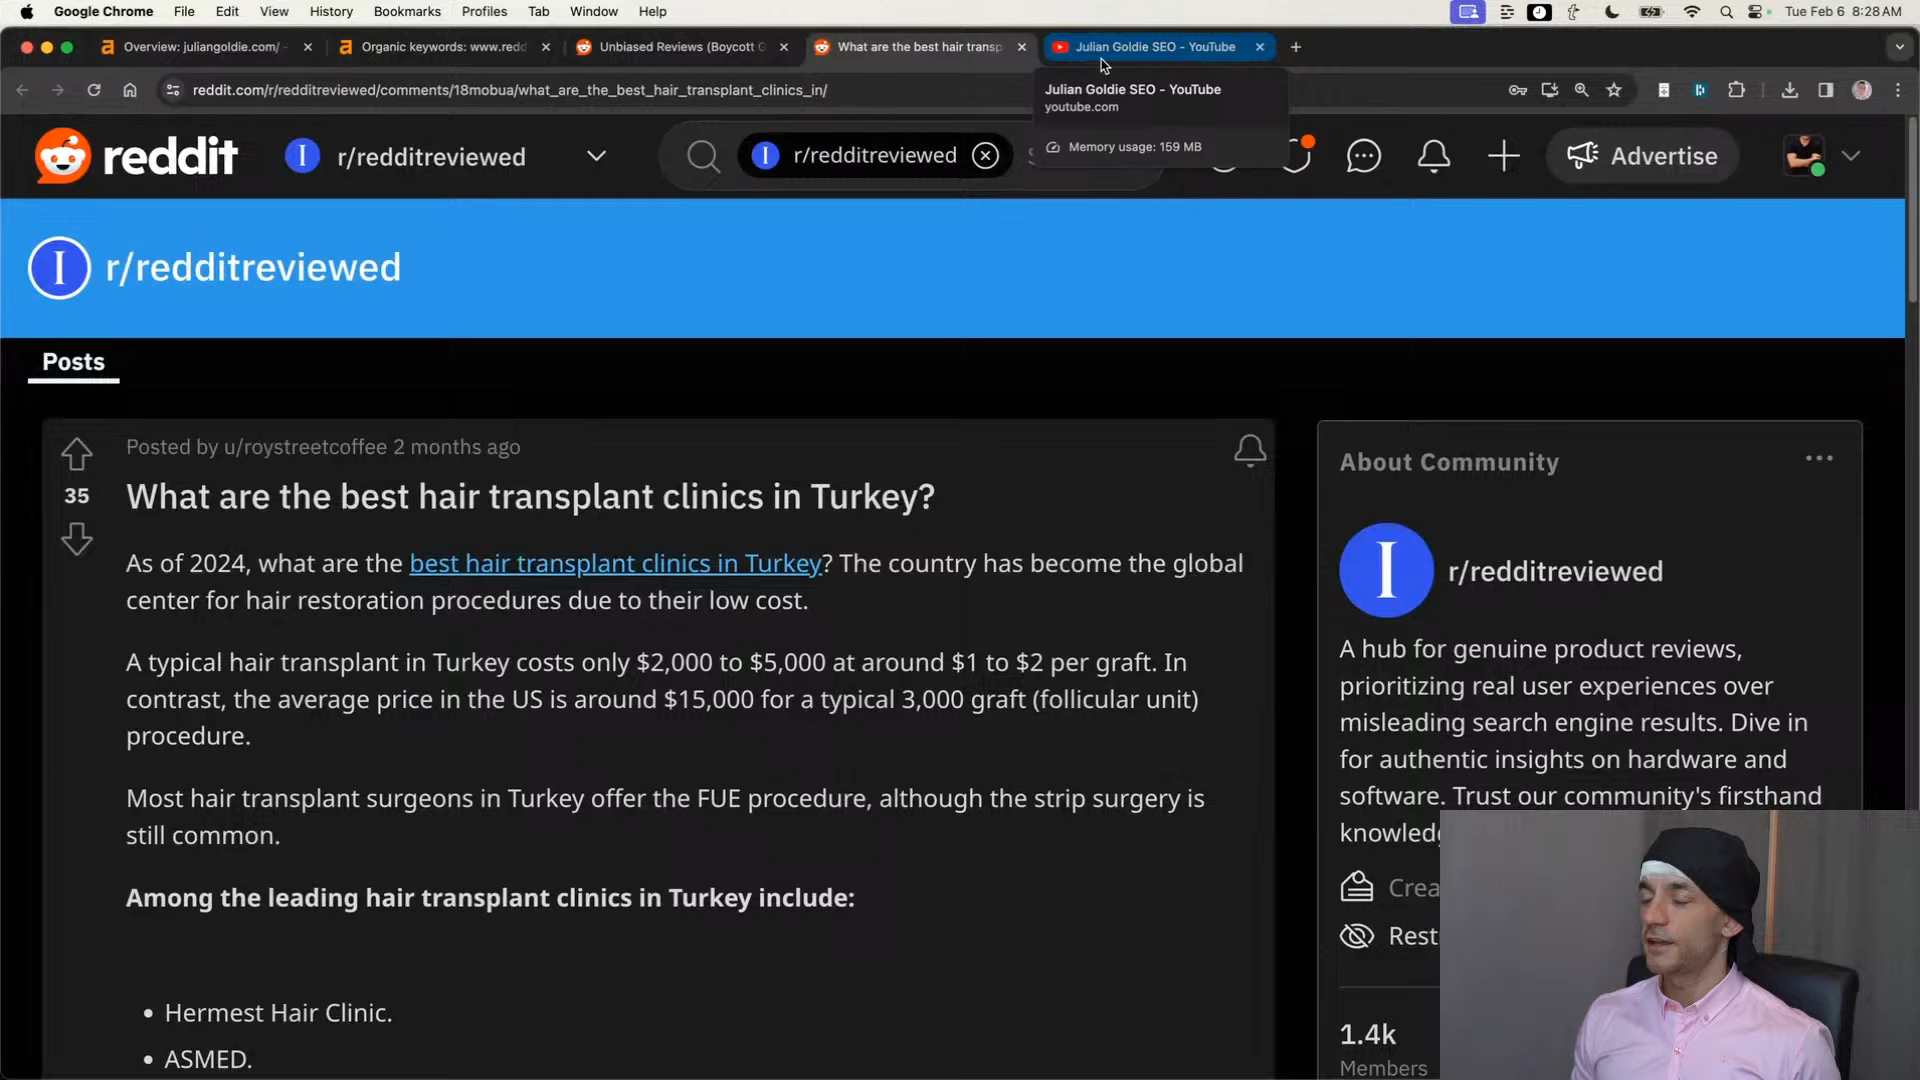 Google Chrome File Edit View History Bookmarks Profiles Tab Window Help Tue Feb 6 8:28 AM
Overview: juliangoldie.com/ - Organic keywords: www.redd Unbiased Reviews (Boycott G What are the best hair transp Julian Goldie SEO - YouTube
reddit.com/r/redditreviewed/comments/18mobua/what_are_the_best_hair_transplant_clinics_in/
Julian Goldie SEO - YouTube
youtube.com
Memory usage: 159 MB
reddit r/redditreviewed r/redditreviewed Advertise
r/redditreviewed
Posts
Posted by u/roystreetcoffee 2 months ago
35
What are the best hair transplant clinics in Turkey?
As of 2024, what are the best hair transplant clinics in Turkey? The country has become the global
center for hair restoration procedures due to their low cost.
A typical hair transplant in Turkey costs only $2,000 to $5,000 at around $1 to $2 per graft. In
contrast, the average price in the US is around $15,000 for a typical 3,000 graft (follicular unit)
procedure.
Most hair transplant surgeons in Turkey offer the FUE procedure, although the strip surgery is
still common.
Among the leading hair transplant clinics in Turkey include:
• Hermest Hair Clinic.
• ASMED.
About Community
r/redditreviewed
A hub for genuine product reviews,
prioritizing real user experiences over
misleading search engine results. Dive in
for authentic insights on hardware and
software. Trust our community's firsthand
knowledg
Crea
Rest
1.4k
Members